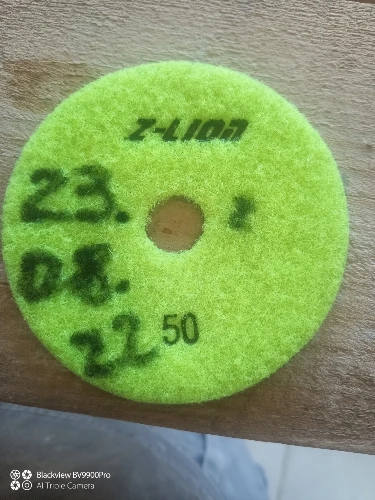 Z-LION
23.
08.
22
50
Blackview BV9900Pro
AI Triple Camera